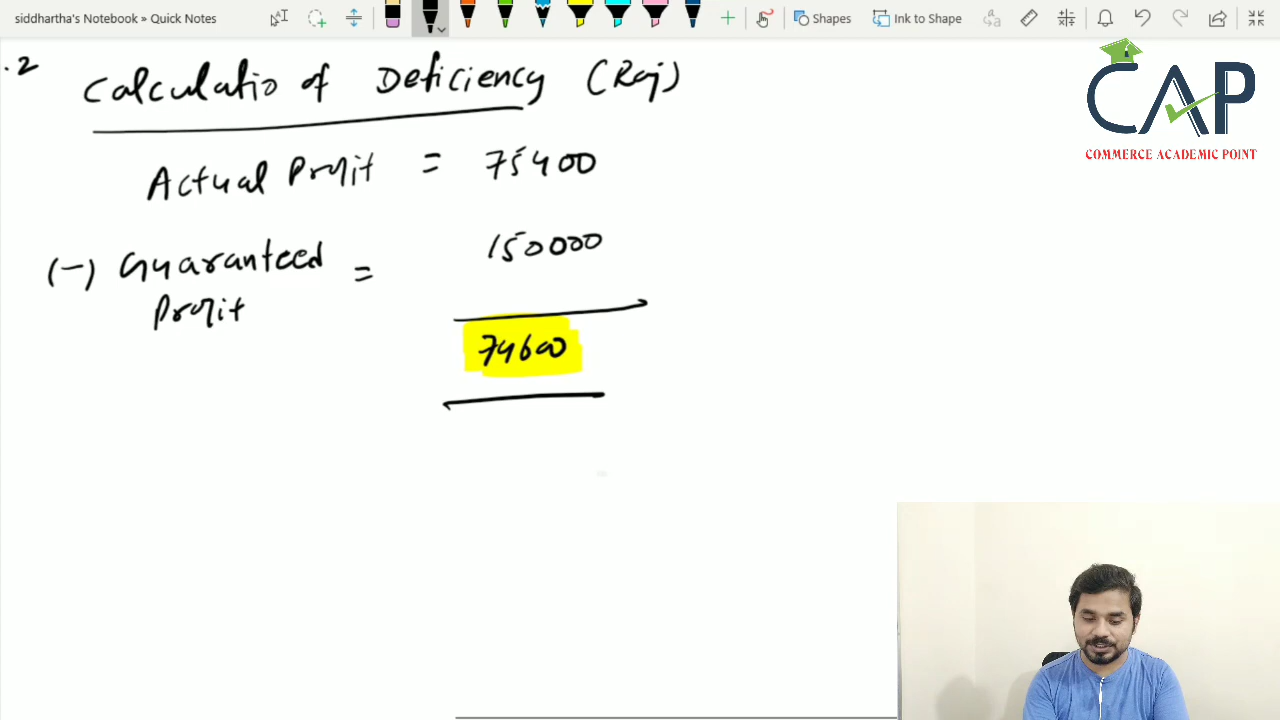 siddhartha's Notebook » Quick Notes
Shapes
Ink to Shape
.2
Calculatio of Deficiency (Raj)
Actual Profit = 75400
(-) Guaranteed = 150000
Profit
74600
CAP
COMMERCE ACADEMIC POINT